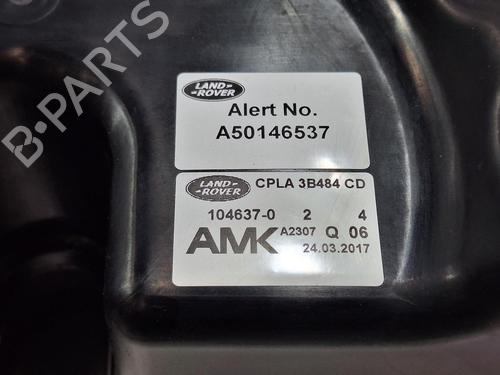 B-PARTS
LAND-
-ROVER
Alert No.
A50146537
LAND-
-ROVER
CPLA 3B484 CD
104637-0 2 4
AMK A2307 Q 06
24.03.2017